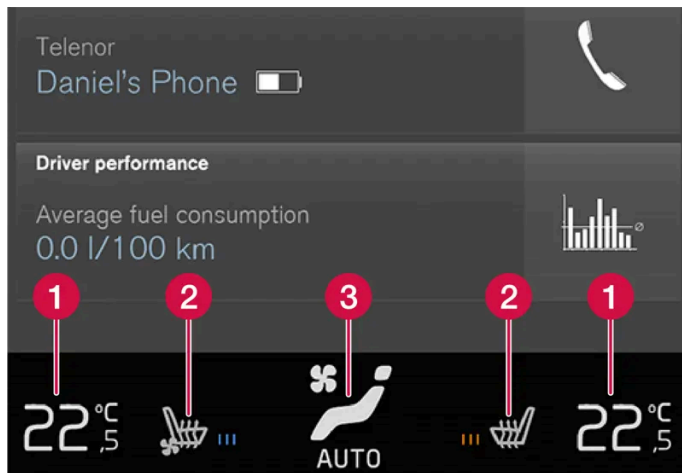 Telenor
Daniel's Phone
Driver performance
Average fuel consumption
0.0 l/100 km
1 2 3 2 1
22,5 °C 22,5 °C
AUTO